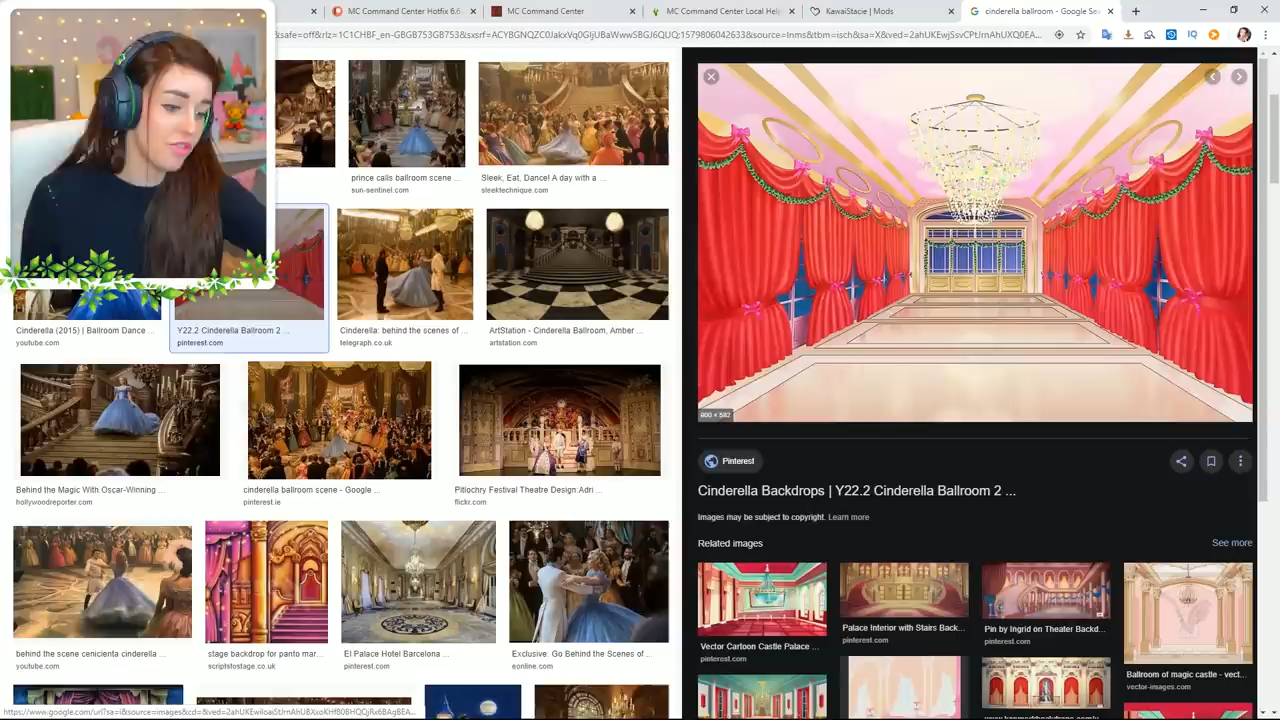 MC Command Center Hotfix 6.
MC Command Center
MC Command Center Local Help
KawaiStacie | Mods
cinderella ballroom - Google Se
prince calls ballroom scene ...
sun-sentinel.com
Sleek, Eat, Dance! A day with a ...
sleektechnique.com
Cinderella (2015) | Ballroom Dance ...
youtube.com
Y22.2 Cinderella Ballroom 2 ...
pinterest.com
Cinderella: behind the scenes of ...
telegraph.co.uk
ArtStation - Cinderella Ballroom, Amber ...
artstation.com
Behind the Magic With Oscar-Winning ...
hollywoodreporter.com
cinderella ballroom scene - Google ...
pinterest.ie
Pitlochry Festival Theatre Design:Adri ...
flickr.com
behind the scene cenicienta cinderella ...
youtube.com
stage backdrop for panto mar...
scriptstostage.co.uk
El Palace Hotel Barcelona ...
pinterest.com
Exclusive: Go Behind the Scenes of ...
eonline.com
Pinterest
Cinderella Backdrops | Y22.2 Cinderella Ballroom 2 ...
Images may be subject to copyright. Learn more
Related images
See more
Vector Cartoon Castle Palace ...
pinterest.com
Palace Interior with Stairs Back...
pinterest.com
Pin by Ingrid on Theater Backd...
pinterest.com
Ballroom of magic castle - vect...
vector-images.com